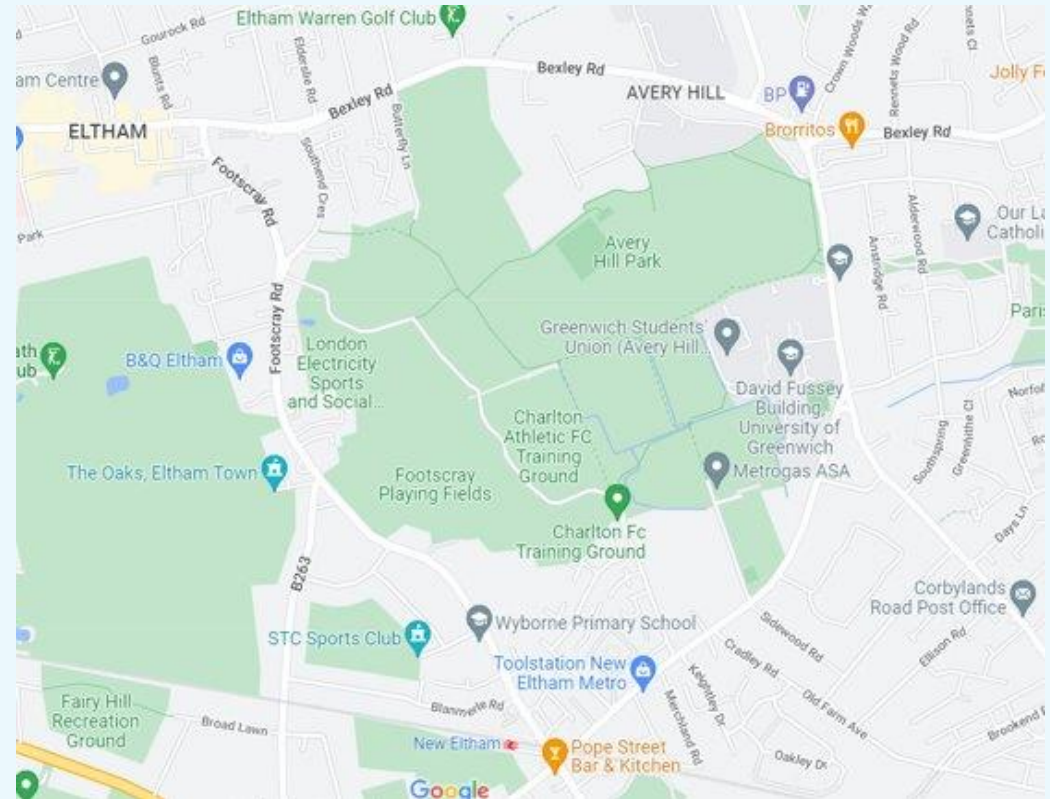 Eltham Warren Golf Club
Gourock Rd
Blunts Rd
Elderslie Rd
Crown Woods W
Rennets Wood Rd
nnets Cl
Jolly F
am Centre
Bexley Rd
Bexley Rd
AVERY HILL
BP
Brorritos
Bexley Rd
ELTHAM
Butterfly Ln
Southend Cres
Footscray Rd
Park
Avery
Hill Park
Alderwood Rd
Anstridge Rd
Our La
Catholi
Footscray Rd
Paris
ath
ub
B&Q Eltham
London
Electricity
Sports
and Social...
Greenwich Students'
Union (Avery Hill...
David Fussey
Building,
University of
Greenwich
Norfol
Charlton
Athletic FC
Training
Ground
Southspring
Greenhithe Cl
Ro
The Oaks, Eltham Town
Footscray
Playing Fields
Metrogas ASA
Charlton Fc
Training Ground
Days Ln
B263
Corbylands
Road Post Office
STC Sports Club
Wyborne Primary School
Sidewood Rd
Cradley Rd
Ellison Rd
Toolstation New
Eltham Metro
Keightley Dr
Merchland Rd
Old Farm Ave
Brookend
Fairy Hill
Recreation
Ground
Broad Lawn
Blanmerle Rd
New Eltham
Pope Street
Bar & Kitchen
Oakley Dr
Google